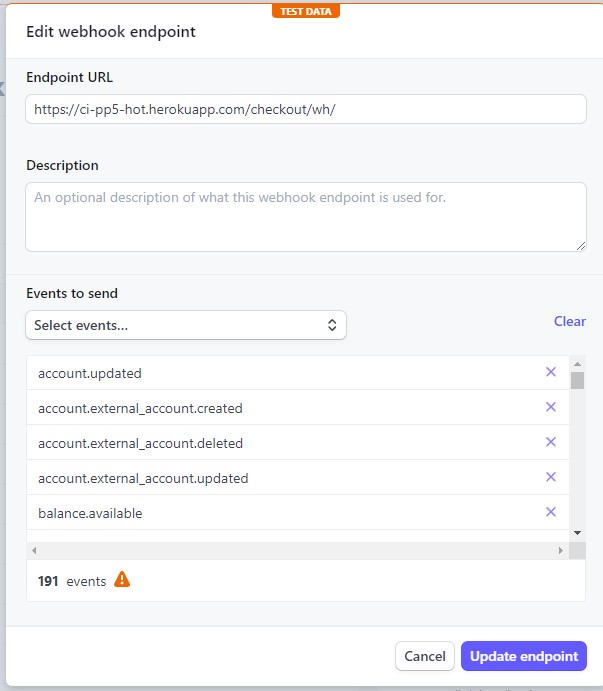 TEST DATA
Edit webhook endpoint
Endpoint URL
https://ci-pp5-hot.herokuapp.com/checkout/wh/
Description
An optional description of what this webhook endpoint is used for.
Events to send
Select events...
Clear
account.updated
account.external_account.created
account.external_account.deleted
account.external_account.updated
balance.available
191 events
Cancel
Update endpoint